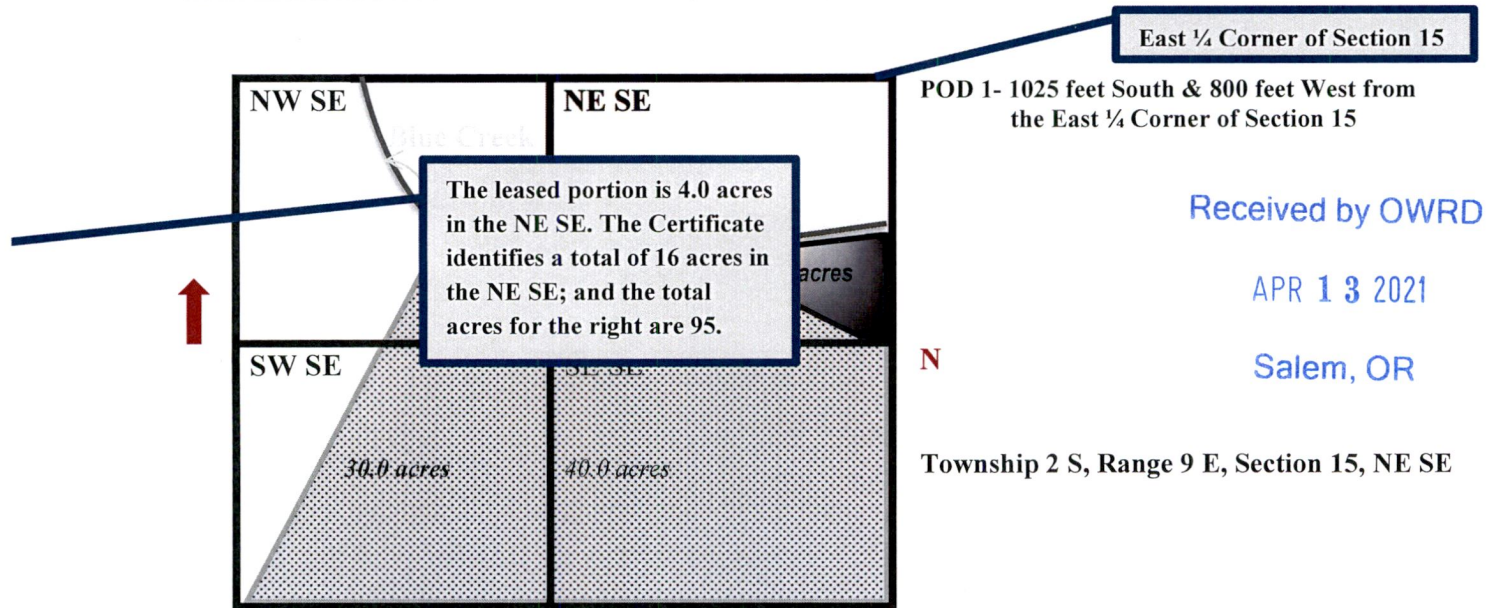 East ¼ Corner of Section 15
NW SE
NE SE
POD 1- 1025 feet South & 800 feet West from
the East ¼ Corner of Section 15
Blue Creek
The leased portion is 4.0 acres
in the NE SE. The Certificate
identifies a total of 16 acres in
the NE SE; and the total
acres for the right are 95.
acres
Received by OWRD
APR 13 2021
Salem, OR
SW SE
SE SE
N
30.0 acres
40.0 acres
Township 2 S, Range 9 E, Section 15, NE SE